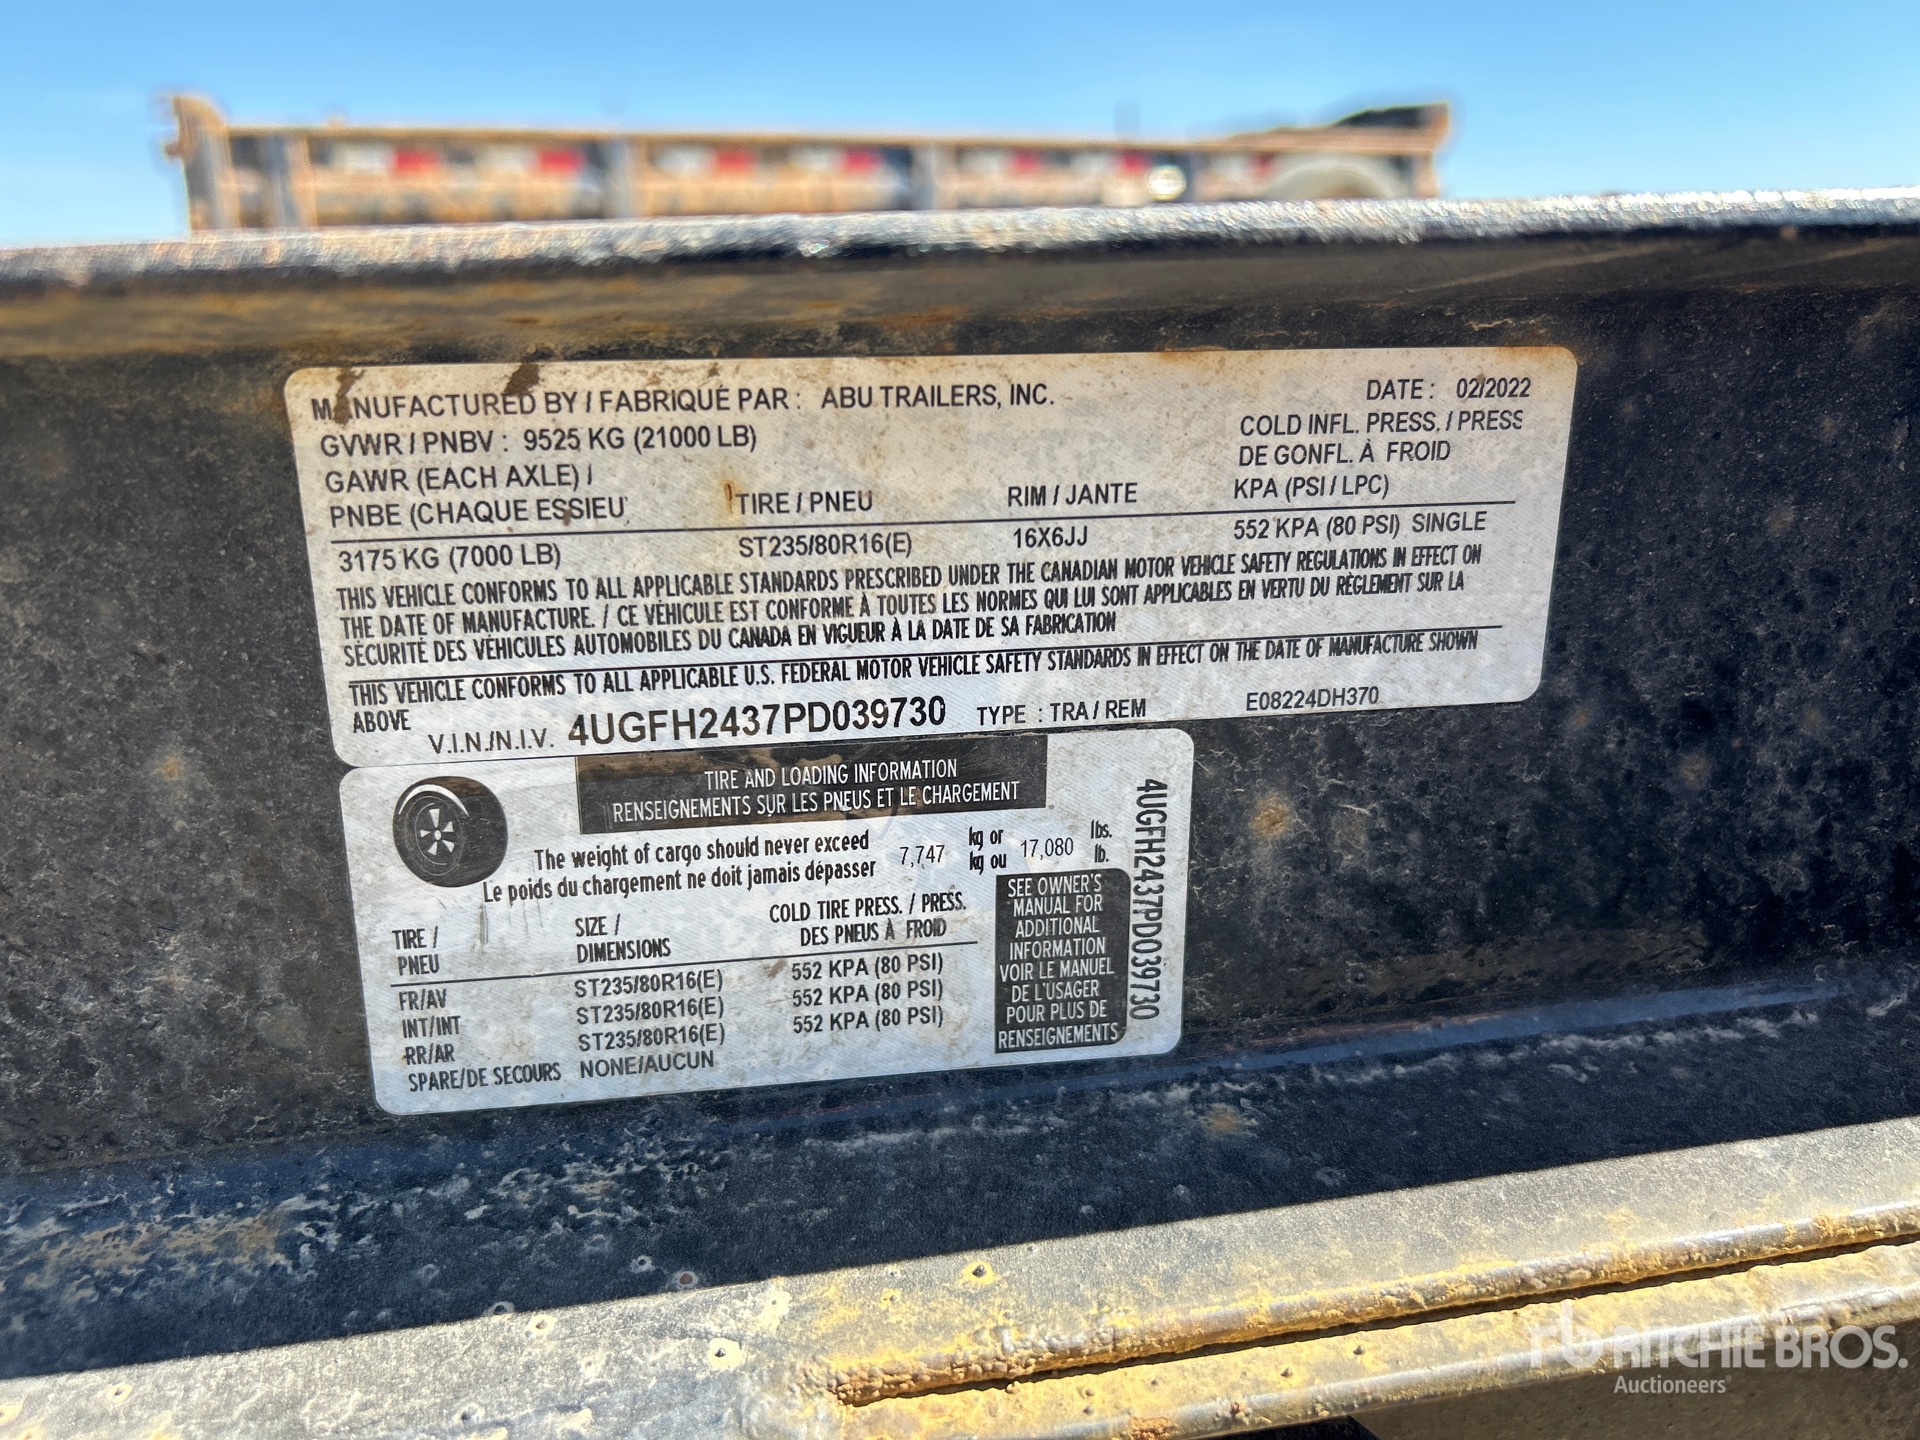 MANUFACTURED BY / FABRIQUÉ PAR : ABU TRAILERS, INC. DATE : 02/2022
GVWR / PNBV : 9525 KG (21000 LB) COLD INFL. PRESS. / PRESS
GAWR (EACH AXLE) / DE GONFL. À FROID
PNBE (CHAQUE ESSIEU) TIRE / PNEU RIM / JANTE KPA (PSI / LPC)
3175 KG (7000 LB) ST235/80R16(E) 16X6JJ 552 KPA (80 PSI) SINGLE
THIS VEHICLE CONFORMS TO ALL APPLICABLE STANDARDS PRESCRIBED UNDER THE CANADIAN MOTOR VEHICLE SAFETY REGULATIONS IN EFFECT ON
THE DATE OF MANUFACTURE. / CE VÉHICULE EST CONFORME À TOUTES LES NORMES QUI LUI SONT APPLICABLES EN VERTU DU RÈGLEMENT SUR LA
SÉCURITÉ DES VÉHICULES AUTOMOBILES DU CANADA EN VIGUEUR À LA DATE DE SA FABRICATION
THIS VEHICLE CONFORMS TO ALL APPLICABLE U.S. FEDERAL MOTOR VEHICLE SAFETY STANDARDS IN EFFECT ON THE DATE OF MANUFACTURE SHOWN
ABOVE
V.I.N./N.I.V. 4UGFH2437PD039730 TYPE : TRA / REM E08224DH370
TIRE AND LOADING INFORMATION
RENSEIGNEMENTS SUR LES PNEUS ET LE CHARGEMENT
The weight of cargo should never exceed 7,747 kg or 17,080 lbs.
Le poids du chargement ne doit jamais dépasser kg ou lb.
TIRE / PNEU
SIZE / DIMENSIONS
COLD TIRE PRESS. / PRESS. DES PNEUS À FROID
FR/AV ST235/80R16(E) 552 KPA (80 PSI)
INT/INT ST235/80R16(E) 552 KPA (80 PSI)
RR/AR ST235/80R16(E) 552 KPA (80 PSI)
SPARE/DE SECOURS NONE/AUCUN
SEE OWNER'S
MANUAL FOR
ADDITIONAL
INFORMATION
VOIR LE MANUEL
DE L'USAGER
POUR PLUS DE
RENSEIGNEMENTS
4UGFH2437PD039730
rb RITCHIE BROS.
Auctioneers